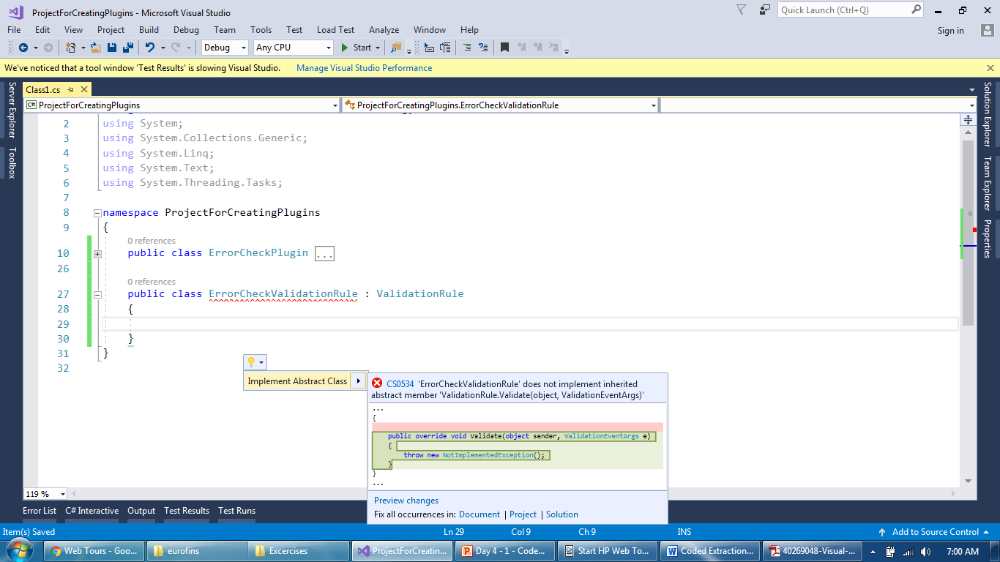 ProjectForCreatingPlugins - Microsoft Visual Studio
Quick Launch (Ctrl+Q)
File Edit View Project Build Debug Team Tools Test Load Test Analyze Window Help
Sign in
Debug Any CPU Start
We've noticed that a tool window 'Test Results' is slowing Visual Studio. Manage Visual Studio Performance
Server Explorer
Toolbox
Class1.cs
C# ProjectForCreatingPlugins
ProjectForCreatingPlugins.ErrorCheckValidationRule
2 using System;
3 using System.Collections.Generic;
4 using System.Linq;
5 using System.Text;
6 using System.Threading.Tasks;
7
8 namespace ProjectForCreatingPlugins
9 {
0 references
10 public class ErrorCheckPlugin ...
26
0 references
27 public class ErrorCheckValidationRule : ValidationRule
28 {
29
30 }
31 }
32
Implement Abstract Class
CS0534 'ErrorCheckValidationRule' does not implement inherited
abstract member 'ValidationRule.Validate(object, ValidationEventArgs)'
...
{
public override void Validate(object sender, ValidationEventArgs e)
{
throw new NotImplementedException();
}
}
...
Preview changes
Fix all occurrences in: Document | Project | Solution
Solution Explorer
Team Explorer
Properties
119 %
Error List C# Interactive Output Test Results Test Runs
Item(s) Saved Ln 29 Col 9 Ch 9 INS Add to Source Control
Web Tours - Goo... eurofins Excercises ProjectForCreatin... Day 4 - 1 - Code... Start HP Web To... Coded Extraction... 40269048-Visual-... 7:00 AM